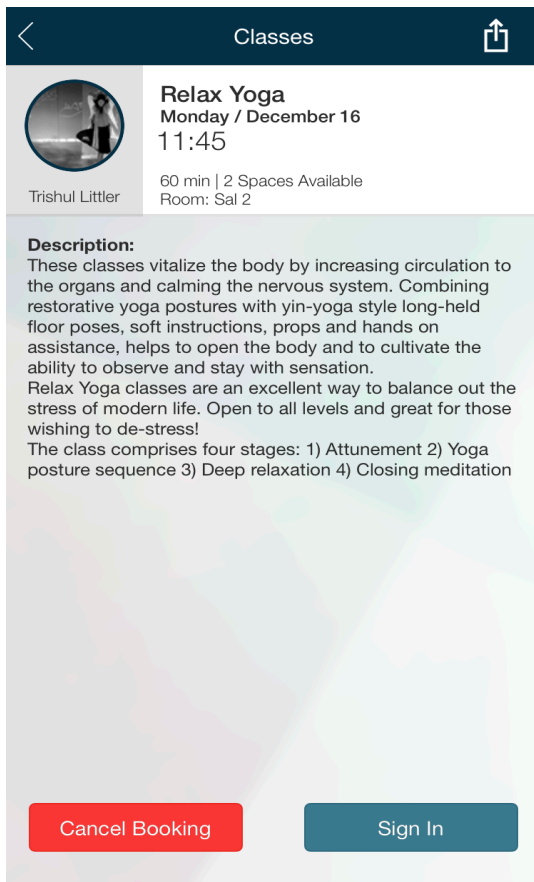 Classes
Relax Yoga
Monday / December 16
11:45
60 min | 2 Spaces Available
Room: Sal 2
Trishul Littler
Description:
These classes vitalize the body by increasing circulation to
the organs and calming the nervous system. Combining
restorative yoga postures with yin-yoga style long-held
floor poses, soft instructions, props and hands on
assistance, helps to open the body and to cultivate the
ability to observe and stay with sensation.
Relax Yoga classes are an excellent way to balance out the
stress of modern life. Open to all levels and great for those
wishing to de-stress!
The class comprises four stages: 1) Attunement 2) Yoga
posture sequence 3) Deep relaxation 4) Closing meditation
Cancel Booking
Sign In